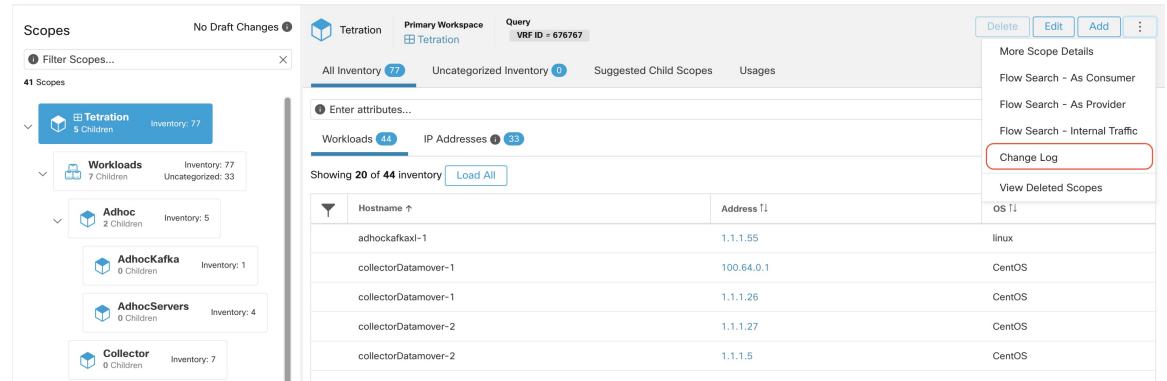 Scopes
No Draft Changes
Filter Scopes...
41 Scopes
Tetration
5 Children
Inventory: 77
Workloads
7 Children
Inventory: 77
Uncategorized: 33
Adhoc
2 Children
Inventory: 5
AdhocKafka
0 Children
Inventory: 1
AdhocServers
0 Children
Inventory: 4
Collector
0 Children
Inventory: 7
Tetration
Primary Workspace
Tetration
Query
VRF ID = 676767
Delete Edit Add
More Scope Details
Flow Search - As Consumer
Flow Search - As Provider
Flow Search - Internal Traffic
Change Log
View Deleted Scopes
All Inventory 77 Uncategorized Inventory 0 Suggested Child Scopes Usages
Enter attributes...
Workloads 44 IP Addresses 33
Showing 20 of 44 inventory Load All
Hostname ↑ Address ↑↓ OS ↑↓
adhockafkaxl-1 1.1.1.55 linux
collectorDatamover-1 100.64.0.1 CentOS
collectorDatamover-1 1.1.1.26 CentOS
collectorDatamover-2 1.1.1.27 CentOS
collectorDatamover-2 1.1.1.5 CentOS